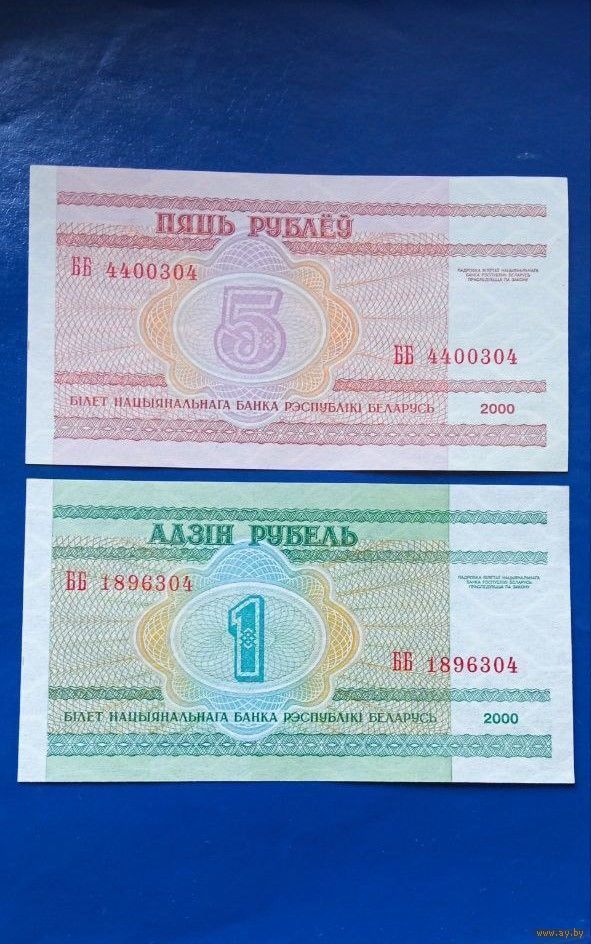 ПЯЦЬ РУБЛЁЎ
ББ 4400304
ПАДРОБКА БІЛЕТАЎ НАЦЫЯНАЛЬНАГА
БАНКА РЭСПУБЛІКІ БЕЛАРУСЬ
ПРАСЛЕДУЕЦЦА ПА ЗАКОНУ
5
ББ 4400304
БІЛЕТ НАЦЫЯНАЛЬНАГА БАНКА РЭСПУБЛІКІ БЕЛАРУСЬ 2000
АДЗІН РУБЕЛЬ
ББ 1896304
ПАДРОБКА БІЛЕТАЎ НАЦЫЯНАЛЬНАГА
БАНКА РЭСПУБЛІКІ БЕЛАРУСЬ
ПРАСЛЕДУЕЦЦА ПА ЗАКОНУ
1
ББ 1896304
БІЛЕТ НАЦЫЯНАЛЬНАГА БАНКА РЭСПУБЛІКІ БЕЛАРУСЬ 2000
www.ay.by